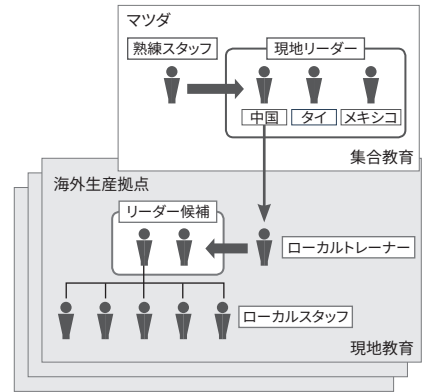 マツダ
熟練スタッフ
現地リーダー
中国
タイ
メキシコ
集合教育
海外生産拠点
リーダー候補
ローカルトレーナー
ローカルスタッフ
現地教育